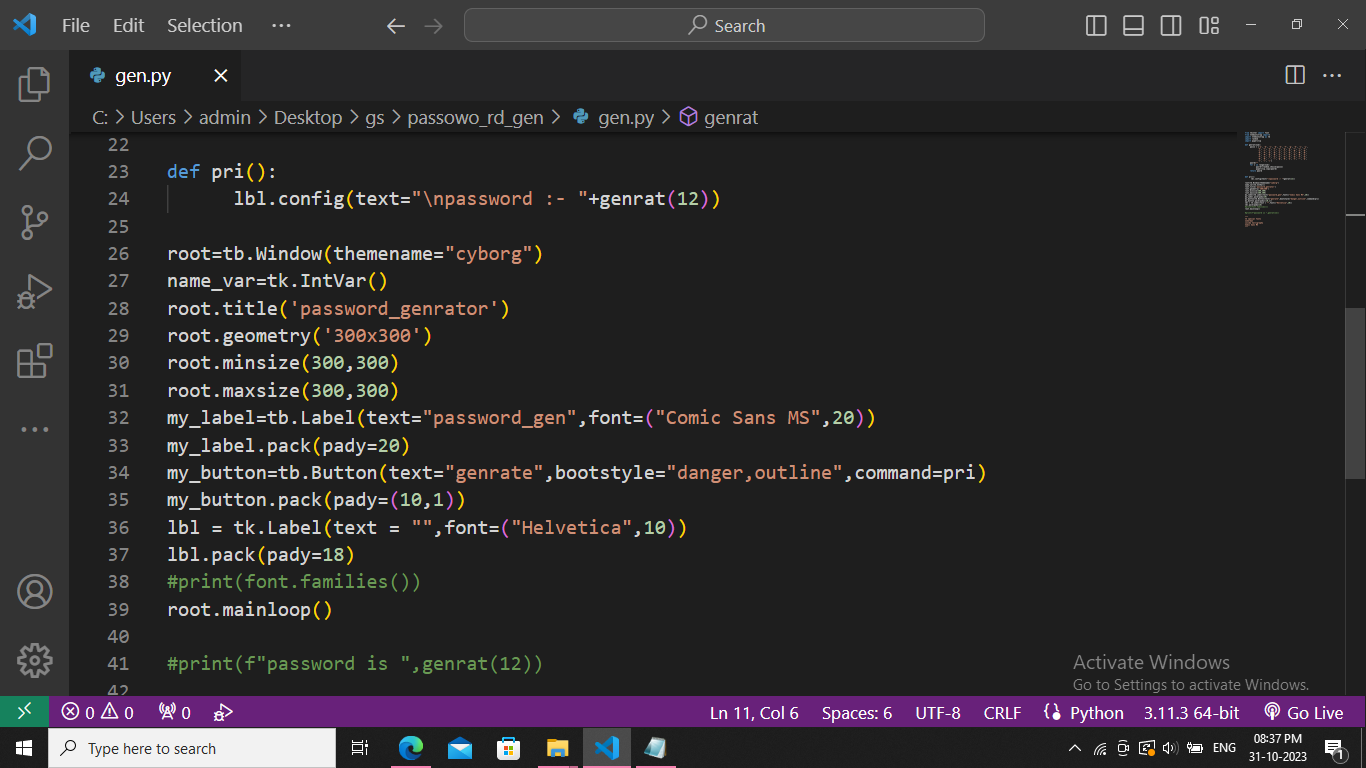 File Edit Selection ··· Search
gen.py
C: > Users > admin > Desktop > gs > passowo_rd_gen > gen.py > genrat
22
23 def pri():
24       lbl.config(text="\npassword :- "+genrat(12))
25
26 root=tb.Window(themename="cyborg")
27 name_var=tk.IntVar()
28 root.title('password_genrator')
29 root.geometry('300x300')
30 root.minsize(300,300)
31 root.maxsize(300,300)
32 my_label=tb.Label(text="password_gen",font=("Comic Sans MS",20))
33 my_label.pack(pady=20)
34 my_button=tb.Button(text="genrate",bootstyle="danger,outline",command=pri)
35 my_button.pack(pady=(10,1))
36 lbl = tk.Label(text = "",font=("Helvetica",10))
37 lbl.pack(pady=18)
38 #print(font.families())
39 root.mainloop()
40
41 #print(f"password is ",genrat(12))
42
Activate Windows
Go to Settings to activate Windows.
0 0 0 Ln 11, Col 6 Spaces: 6 UTF-8 CRLF Python 3.11.3 64-bit Go Live
Type here to search ENG 08:37 PM
31-10-2023 1